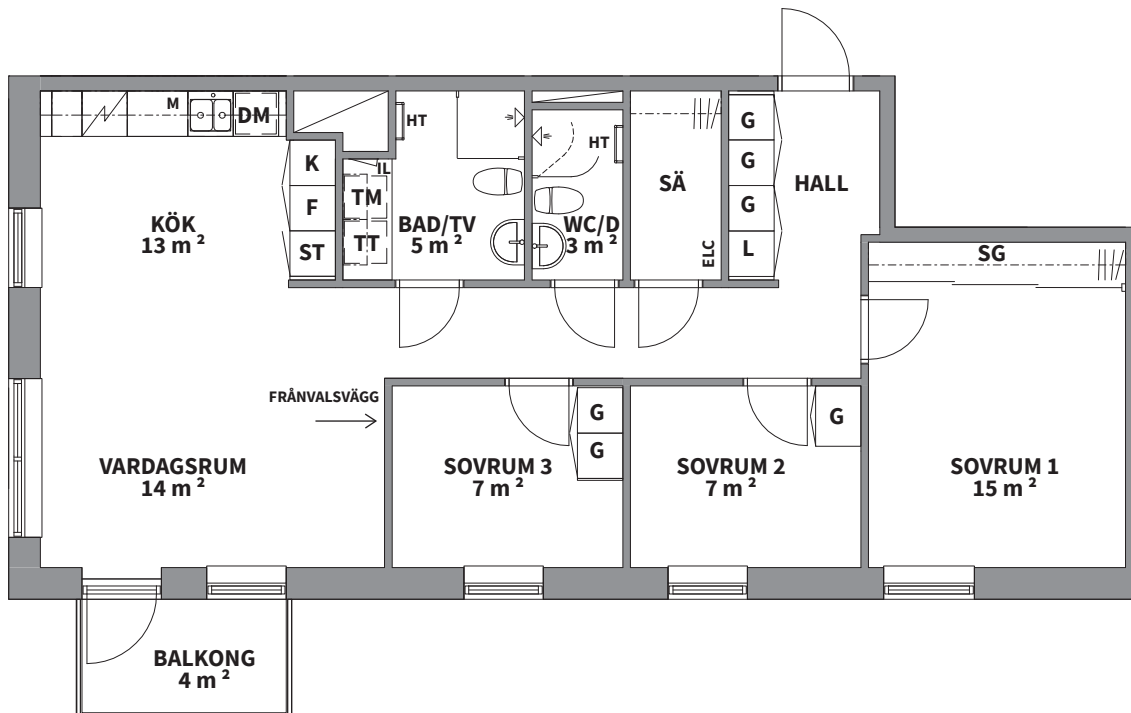 M
DM
K
F
ST
KÖK
13 m ²
IL
TM
TT
HT
BAD/TV
5 m ²
HT
WC/D
3 m ²
SÄ
ELC
G
G
G
L
HALL
SG
FRÅNVALSVÄGG
VARDAGSRUM
14 m ²
G
G
SOVRUM 3
7 m ²
G
SOVRUM 2
7 m ²
SOVRUM 1
15 m ²
BALKONG
4 m ²